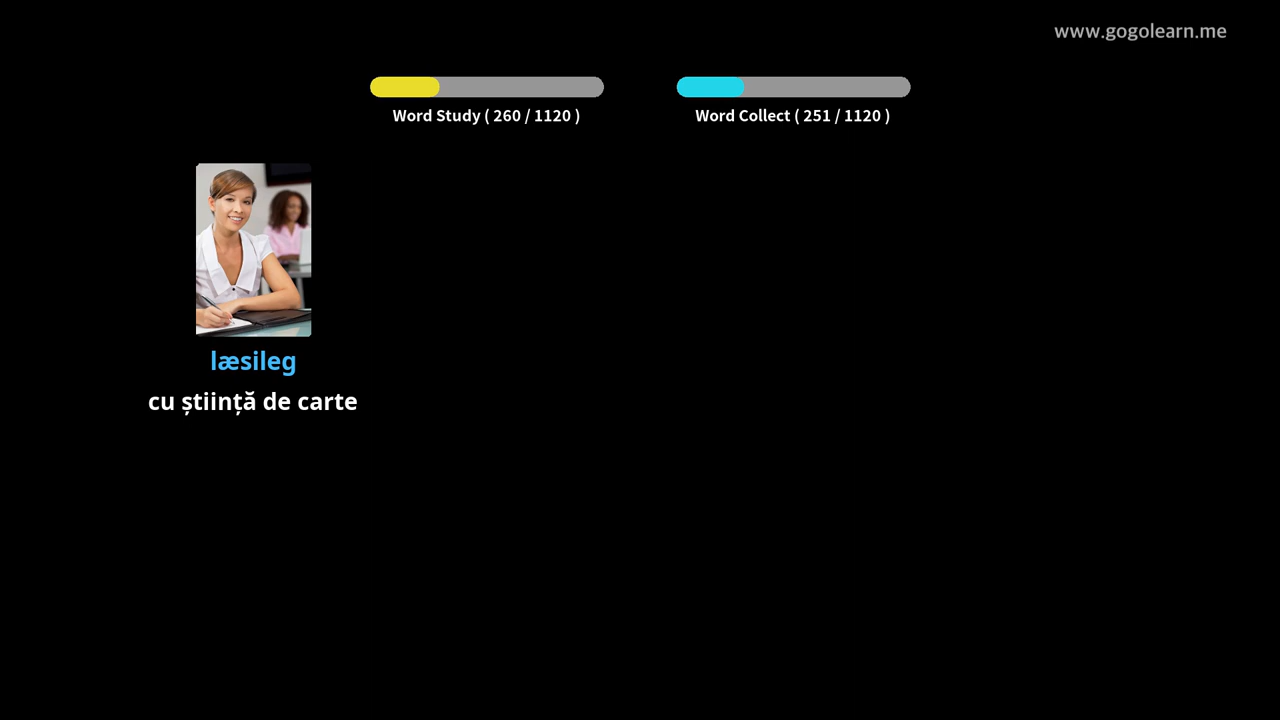 www.gogolearn.me
Word Study ( 260 / 1120 )
Word Collect ( 251 / 1120 )
læsileg
cu știință de carte